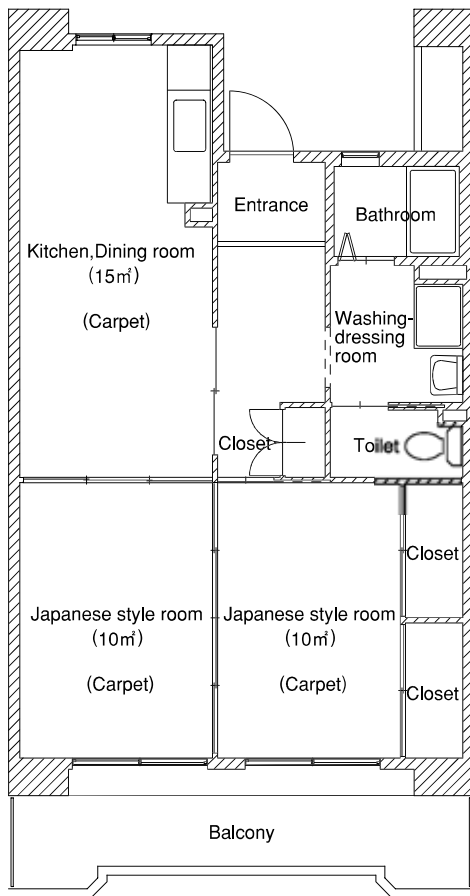 Entrance
Bathroom
Kitchen,Dining room
(15㎡)
(Carpet)
Washing-
dressing
room
Closet
Toilet
Closet
Japanese style room
(10㎡)
(Carpet)
Japanese style room
(10㎡)
(Carpet)
Closet
Balcony